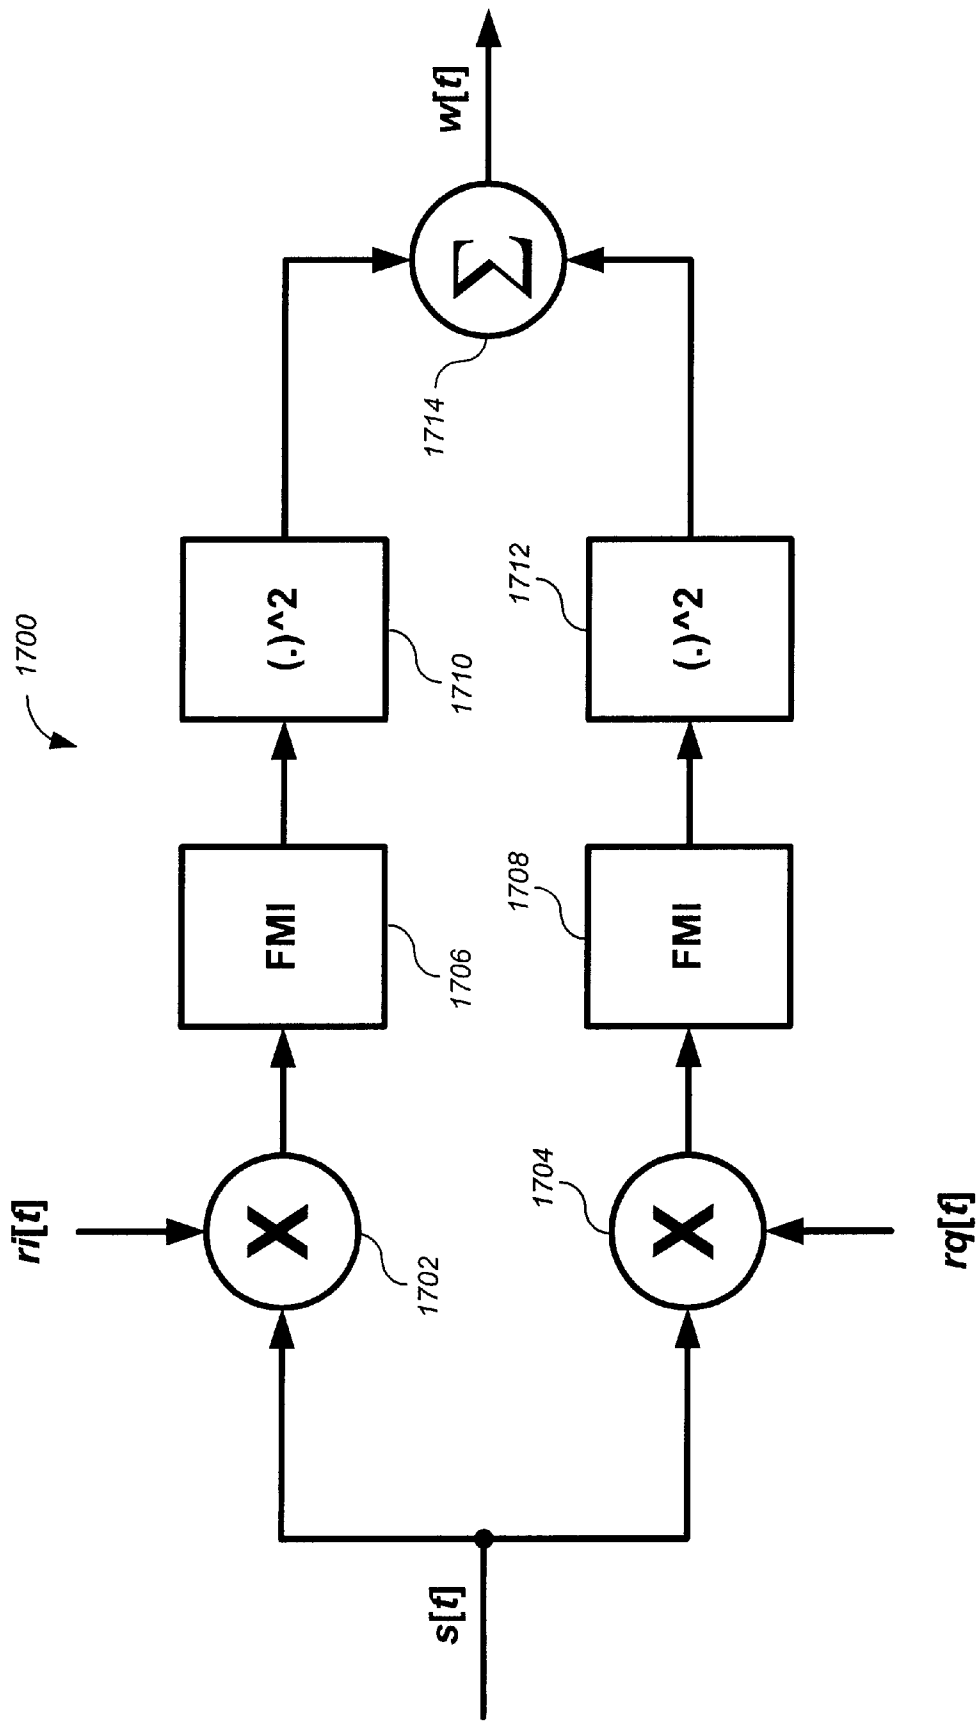 1700
ri[t]
X
1702
FMI
1706
(.)^2
1710
s[t]
1714
Σ
w[t]
X
1704
FMI
1708
(.)^2
1712
rq[t]